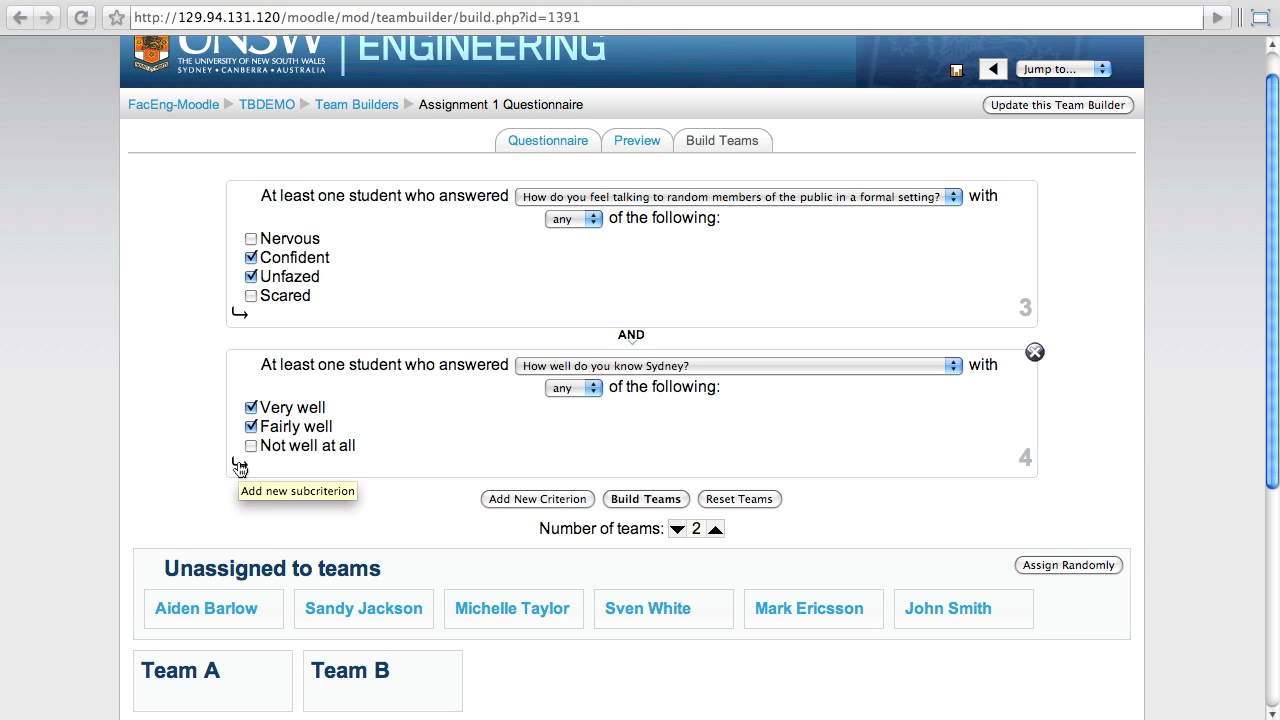 http://129.94.131.120/moodle/mod/teambuilder/build.php?id=1391
UNSW ENGINEERING
THE UNIVERSITY OF NEW SOUTH WALES
SYDNEY • CANBERRA • AUSTRALIA
Jump to...
FacEng-Moodle TBDEMO Team Builders Assignment 1 Questionnaire Update this Team Builder
Questionnaire Preview Build Teams
At least one student who answered How do you feel talking to random members of the public in a formal setting? with
any of the following:
Nervous
Confident
Unfazed
Scared
3
AND
At least one student who answered How well do you know Sydney? with
any of the following:
Very well
Fairly well
Not well at all
4
Add new subcriterion
Add New Criterion Build Teams Reset Teams
Number of teams: 2
Unassigned to teams Assign Randomly
Aiden Barlow Sandy Jackson Michelle Taylor Sven White Mark Ericsson John Smith
Team A Team B